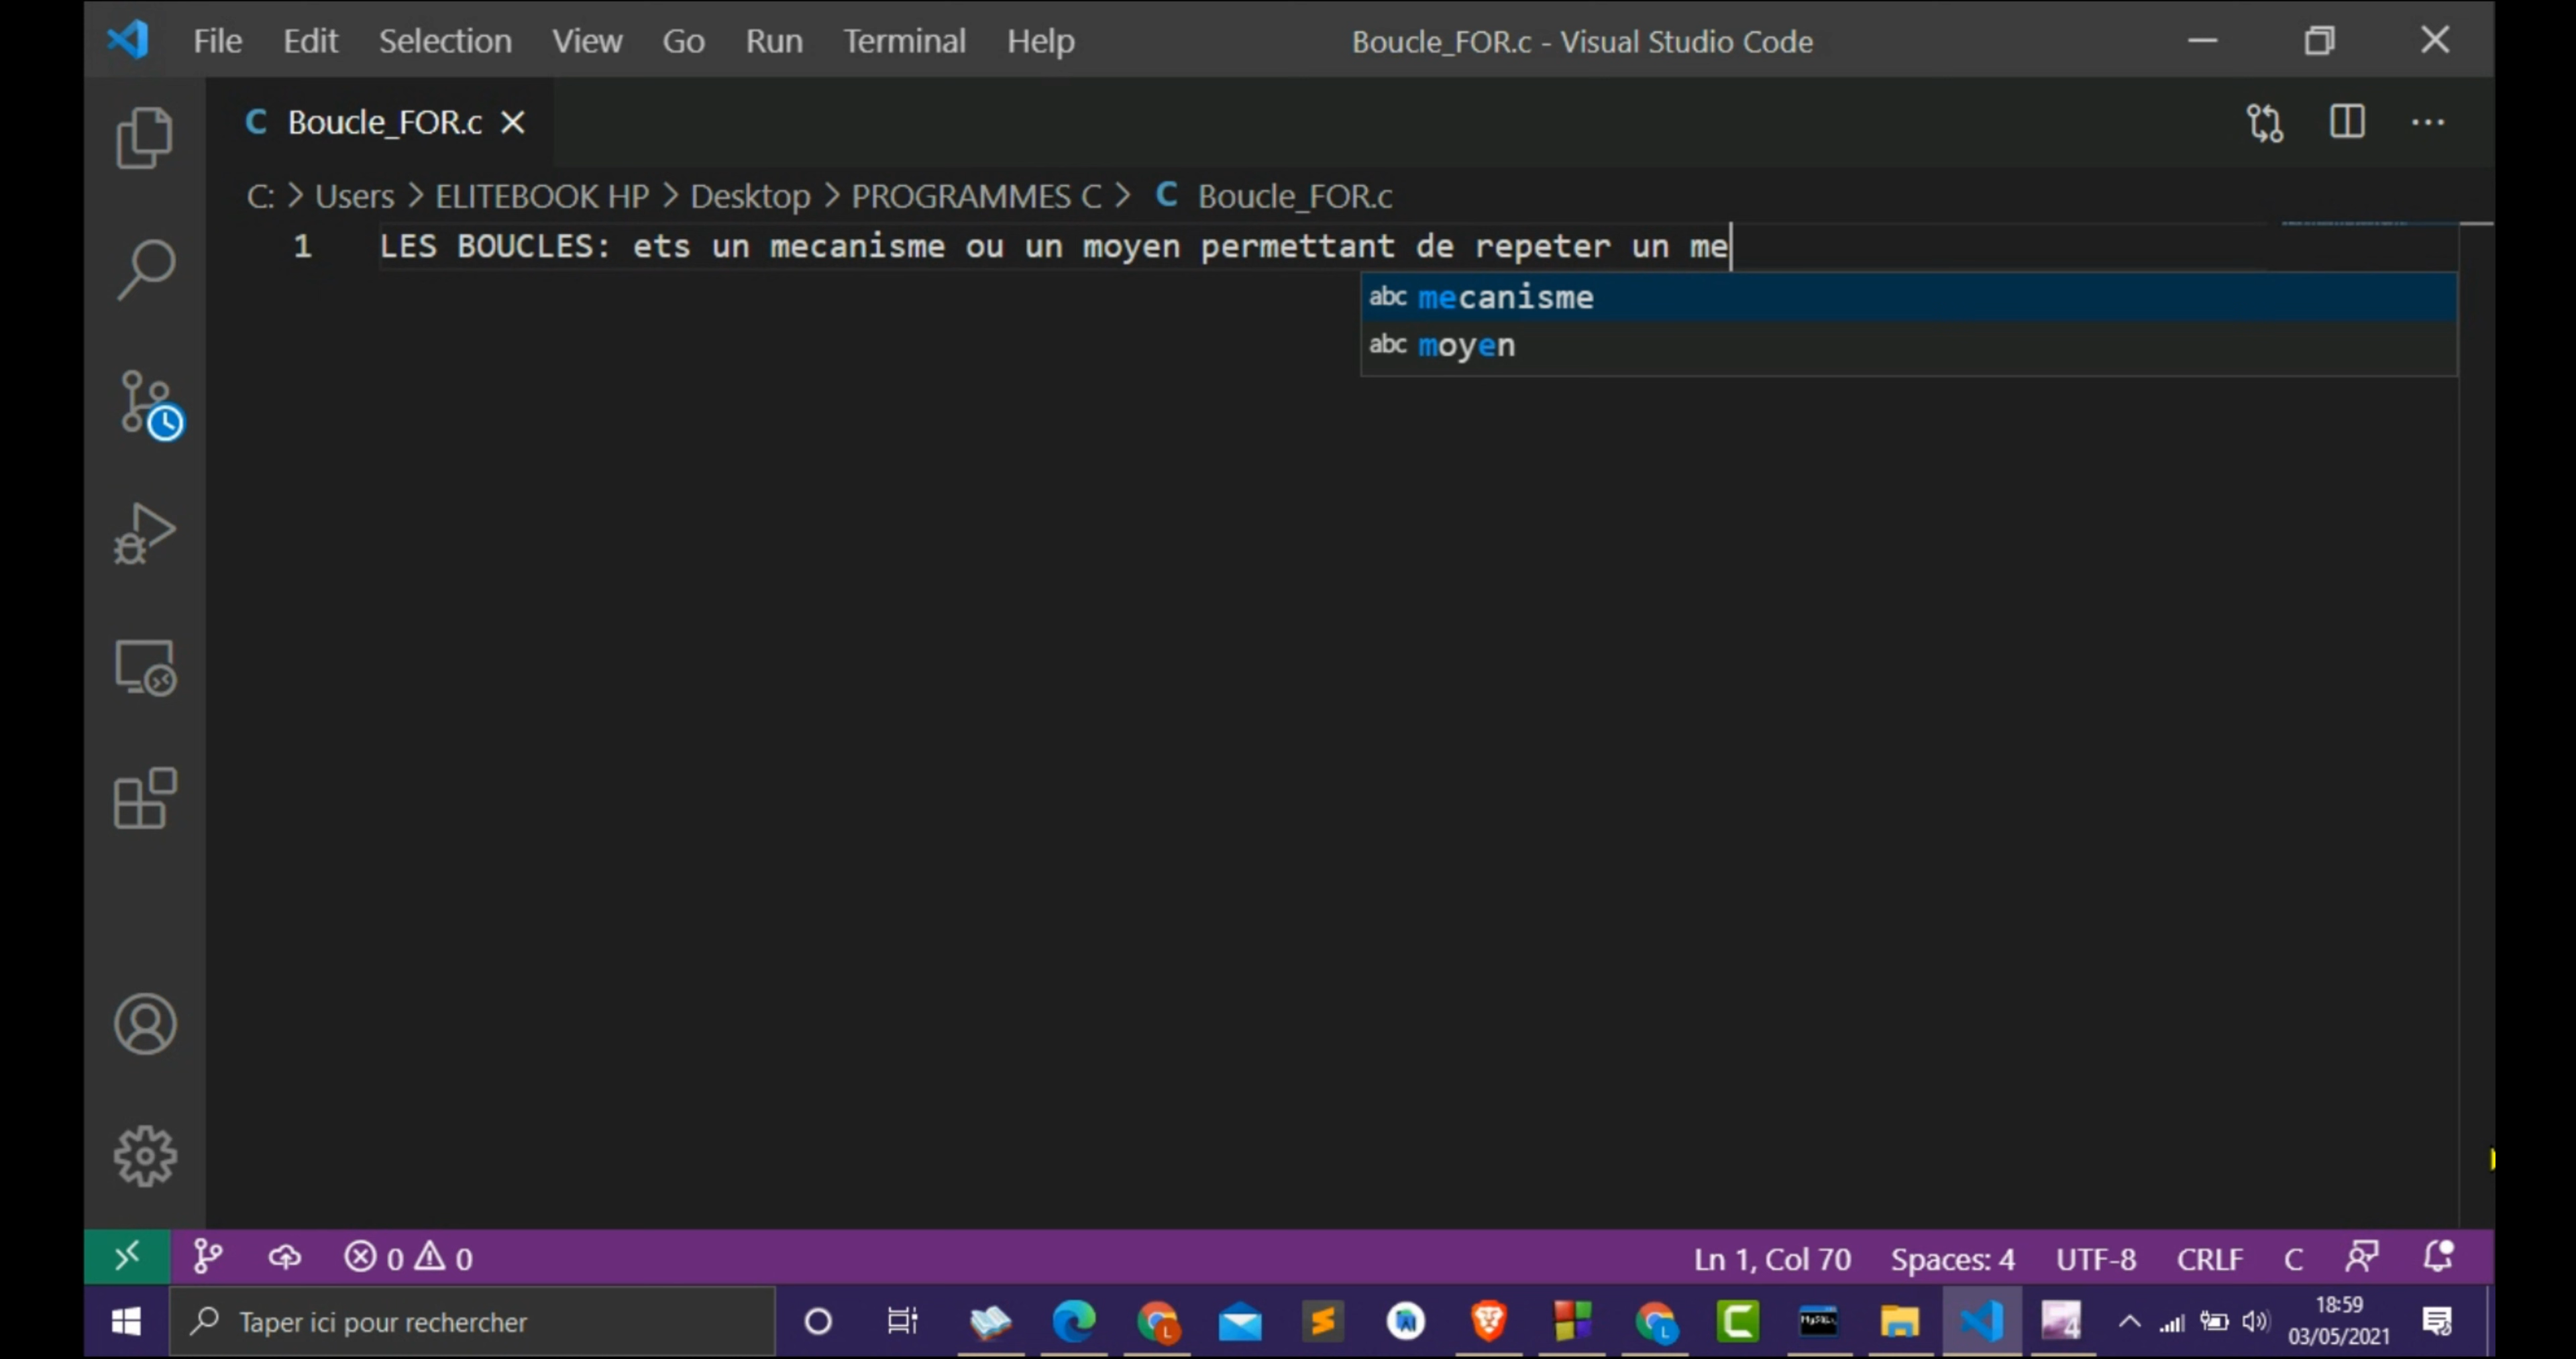 File Edit Selection View Go Run Terminal Help Boucle_FOR.c - Visual Studio Code
C Boucle_FOR.c
C: > Users > ELITEBOOK HP > Desktop > PROGRAMMES C > C Boucle_FOR.c
1 LES BOUCLES: ets un mecanisme ou un moyen permettant de repeter un me
abc mecanisme
abc moyen
0 0 Ln 1, Col 70 Spaces: 4 UTF-8 CRLF C
Taper ici pour rechercher
18:59
03/05/2021